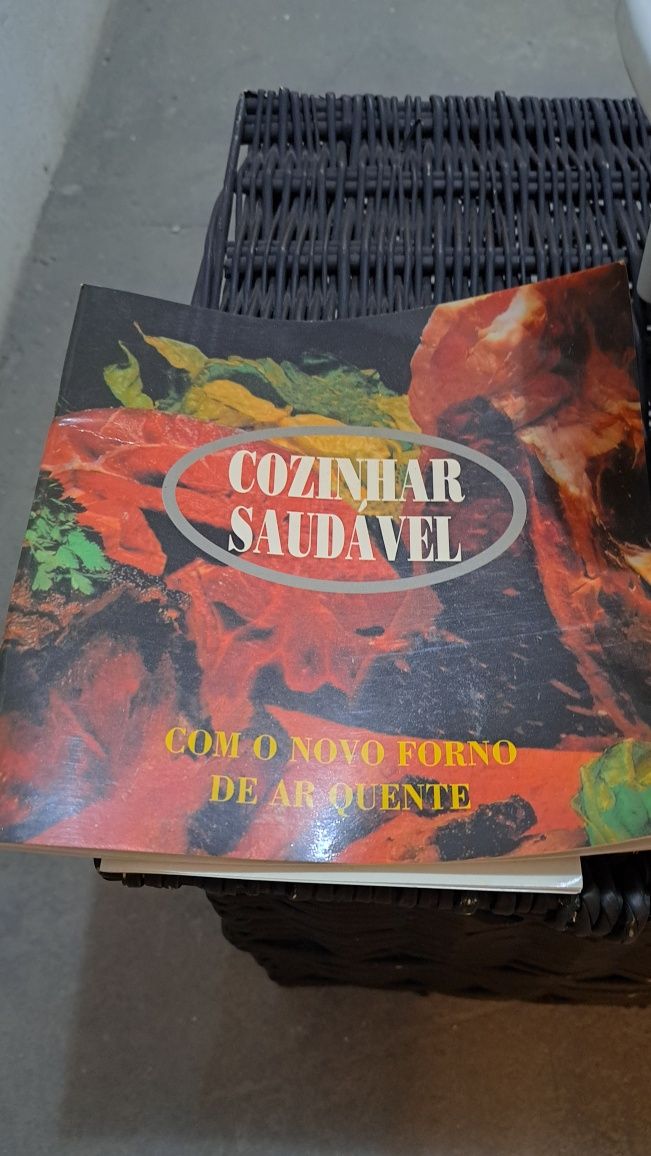 COZINHAR
SAUDÁVEL
COM O NOVO FORNO
DE AR QUENTE